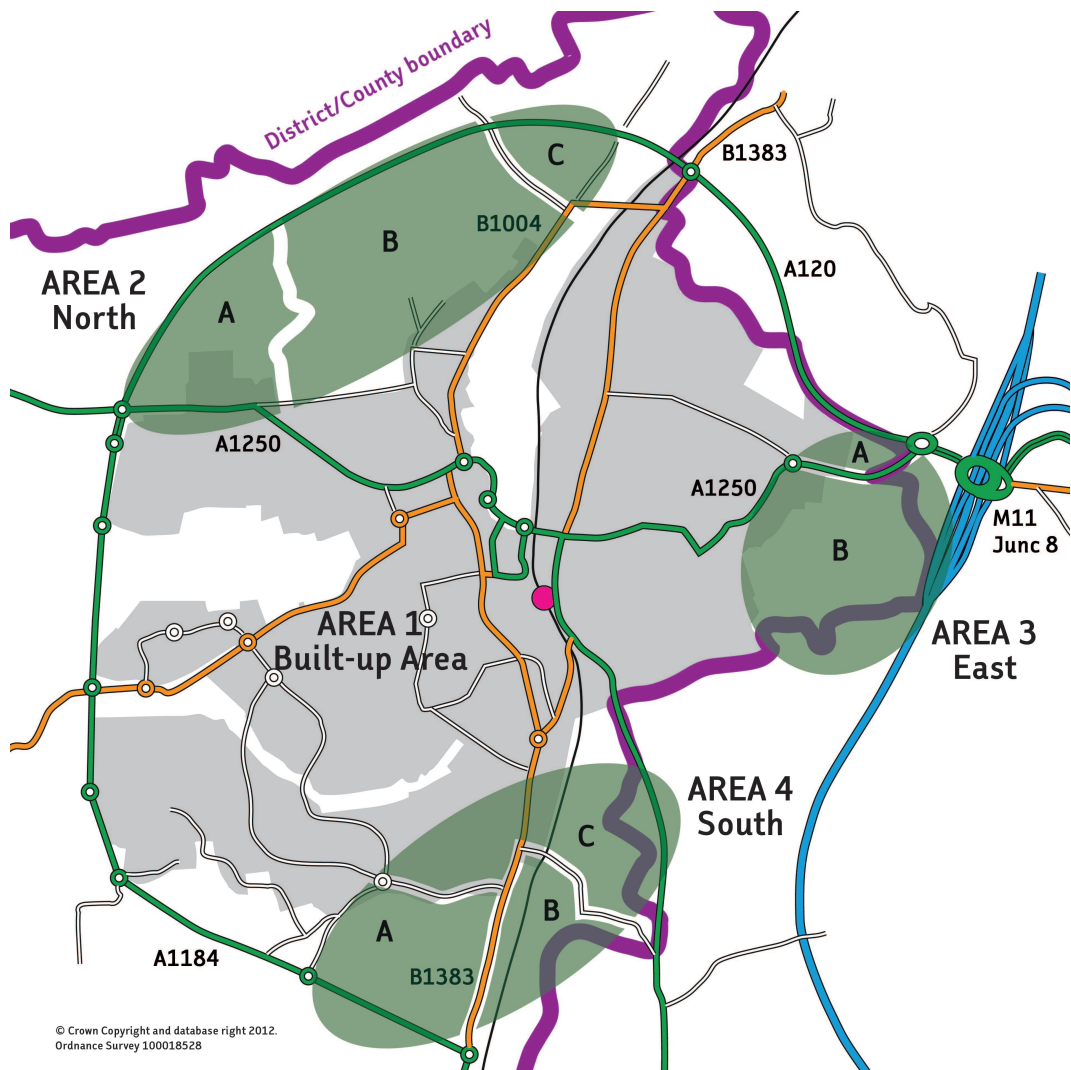 District/County boundary
C
B1383
B1004
B
A120
AREA 2
North
A
A1250
A
A1250
M11
Junc 8
B
AREA 1
Built-up Area
AREA 3
East
AREA 4
South
C
B
A
A1184
B1383
© Crown Copyright and database right 2012.
Ordnance Survey 100018528